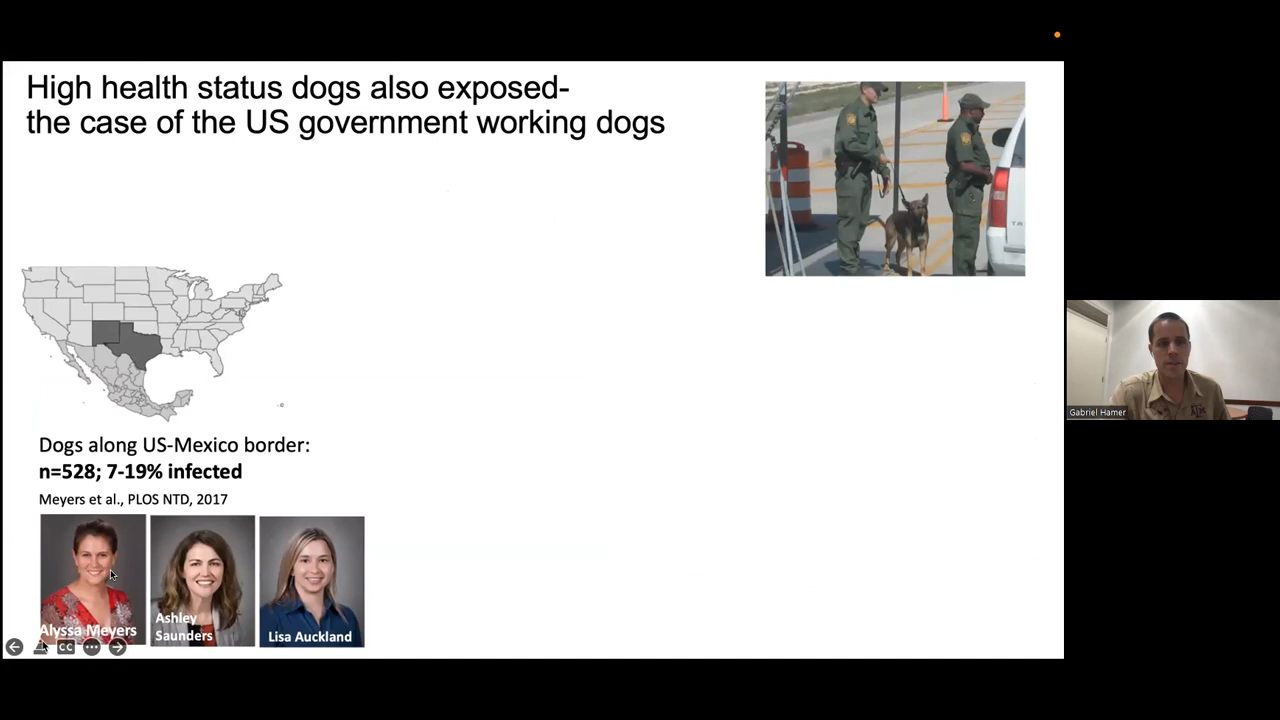 High health status dogs also exposed-
the case of the US government working dogs
Dogs along US-Mexico border:
n=528; 7-19% infected
Meyers et al., PLOS NTD, 2017
Alyssa Meyers
Ashley
Saunders
Lisa Auckland
CC
Gabriel Hamer